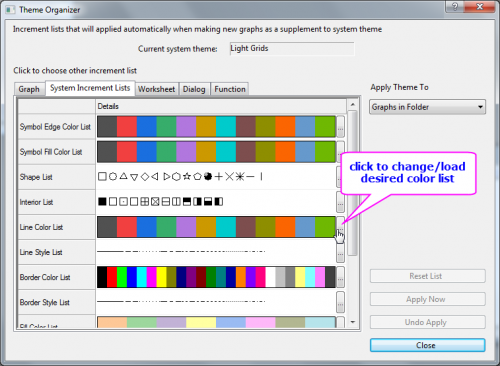 Theme Organizer
Increment lists that will applied automatically when making new graphs as a supplement to system theme
Current system theme: Light Grids
Click to choose other increment list
Graph System Increment Lists Worksheet Dialog Function
Apply Theme To
Details
Graphs in Folder
Symbol Edge Color List ...
Symbol Fill Color List ...
Shape List ...
click to change/load
desired color list
Interior List ...
Line Color List
Line Style List ...
Border Color List ...
Reset List
Border Style List ...
Apply Now
Fill Color List
Undo Apply
Close